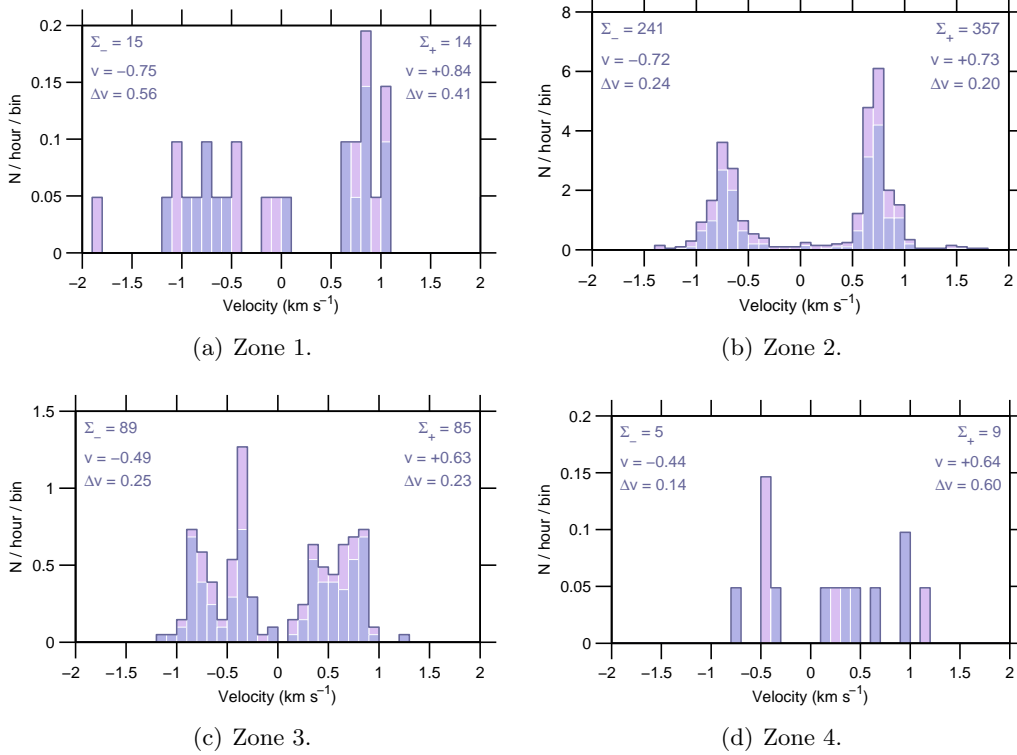 0.2
0.15
0.1
0.05
0
N / hour / bin
Σ− = 15
v = −0.75
Δv = 0.56
Σ+ = 14
v = +0.84
Δv = 0.41
−2 −1.5 −1 −0.5 0 0.5 1 1.5 2
Velocity (km s−1)
(a) Zone 1.
8
6
4
2
0
N / hour / bin
Σ− = 241
v = −0.72
Δv = 0.24
Σ+ = 357
v = +0.73
Δv = 0.20
−2 −1.5 −1 −0.5 0 0.5 1 1.5 2
Velocity (km s−1)
(b) Zone 2.
1.5
1
0.5
0
N / hour / bin
Σ− = 89
v = −0.49
Δv = 0.25
Σ+ = 85
v = +0.63
Δv = 0.23
−2 −1.5 −1 −0.5 0 0.5 1 1.5 2
Velocity (km s−1)
(c) Zone 3.
0.2
0.15
0.1
0.05
0
N / hour / bin
Σ− = 5
v = −0.44
Δv = 0.14
Σ+ = 9
v = +0.64
Δv = 0.60
−2 −1.5 −1 −0.5 0 0.5 1 1.5 2
Velocity (km s−1)
(d) Zone 4.